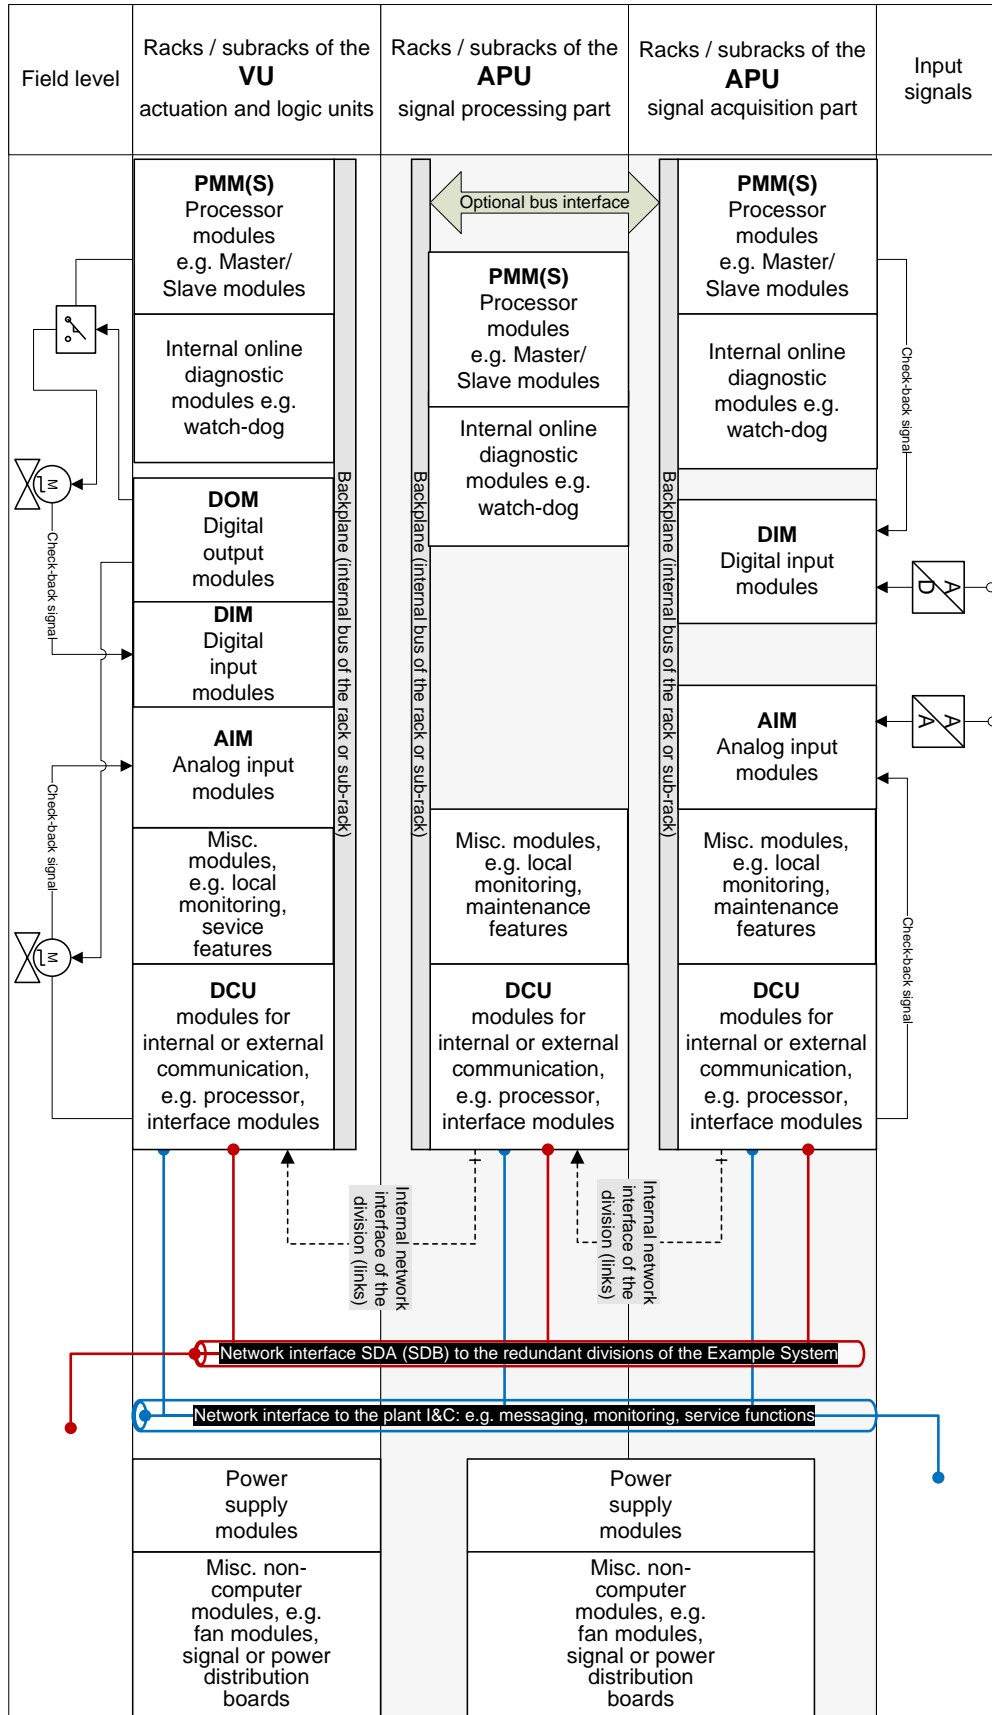 Field level
Racks / subracks of the
VU
actuation and logic units
Racks / subracks of the
APU
signal processing part
Racks / subracks of the
APU
signal acquisition part
Input
signals
PMM(S)
Processor
modules
e.g. Master/
Slave modules
Internal online
diagnostic
modules e.g.
watch-dog
DOM
Digital
output
modules
DIM
Digital
input
modules
AIM
Analog input
modules
Misc.
modules,
e.g. local
monitoring,
sevice
features
DCU
modules for
internal or external
communication,
e.g. processor,
interface modules
Backplane (internal bus of the rack or sub-rack)
M
Check-back signal
Check-back signal
M
Optional bus interface
Backplane (internal bus of the rack or sub-rack)
PMM(S)
Processor
modules
e.g. Master/
Slave modules
Internal online
diagnostic
modules e.g.
watch-dog
Misc. modules,
e.g. local
monitoring,
maintenance
features
DCU
modules for
internal or external
communication,
e.g. processor,
interface modules
Backplane (internal bus of the rack or sub-rack)
PMM(S)
Processor
modules
e.g. Master/
Slave modules
Internal online
diagnostic
modules e.g.
watch-dog
DIM
Digital input
modules
AIM
Analog input
modules
Misc. modules,
e.g. local
monitoring,
maintenance
features
DCU
modules for
internal or external
communication,
e.g. processor,
interface modules
Check-back signal
A
D
A
A
Check-back signal
Internal network
interface of the
division (links)
Internal network
interface of the
division (links)
Network interface SDA (SDB) to the redundant divisions of the Example System
Network interface to the plant I&C: e.g. messaging, monitoring, service functions
Power
supply
modules
Misc. non-
computer
modules, e.g.
fan modules,
signal or power
distribution
boards
Power
supply
modules
Misc. non-
computer
modules, e.g.
fan modules,
signal or power
distribution
boards